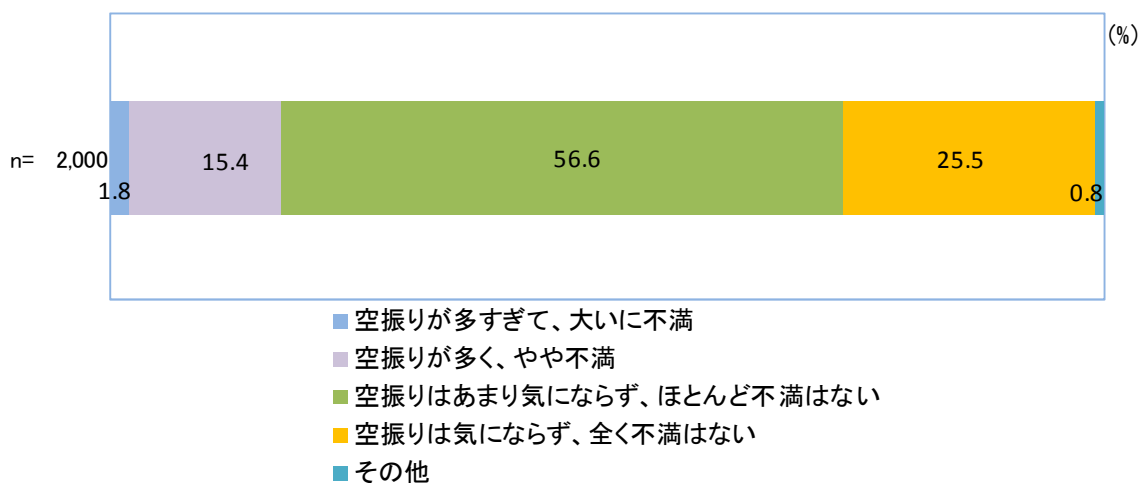 (%)
n= 2,000
1.8
15.4
56.6
25.5
0.8
空振りが多すぎて、大いに不満
空振りが多く、やや不満
空振りはあまり気にならず、ほとんど不満はない
空振りは気にならず、全く不満はない
その他